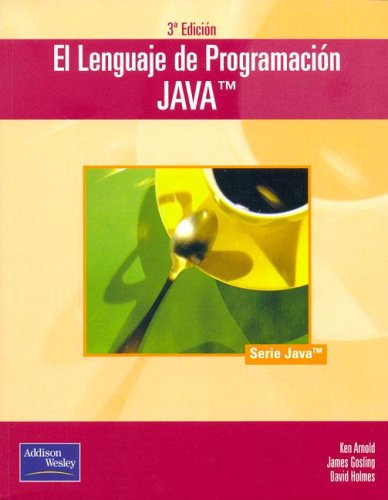 3ª Edición
El Lenguaje de Programación
JAVA™
Serie Java™
Ken Arnold
James Gosling
David Holmes
Addison
Wesley